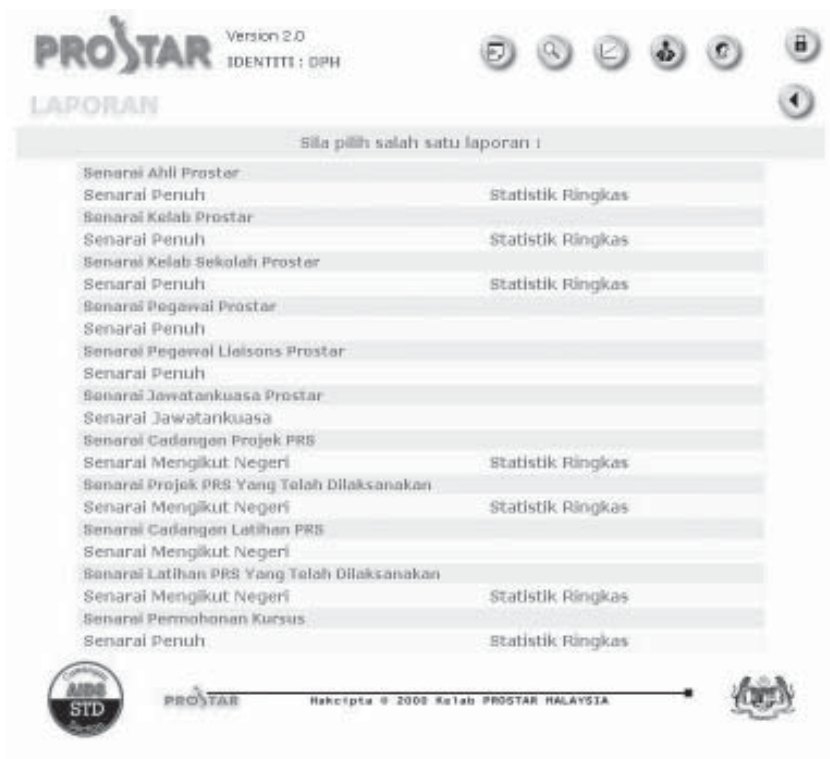 PROSTAR Version 2.0
IDENTITI : DPH
LAPORAN
Sila pilih salah satu laporan :
Senarai Ahli Prostar
Senarai Penuh Statistik Ringkas
Senarai Kelab Prostar
Senarai Penuh Statistik Ringkas
Senarai Kelab Sekolah Prostar
Senarai Penuh Statistik Ringkas
Senarai Pegawai Prostar
Senarai Penuh
Senarai Pegawai Liaisons Prostar
Senarai Penuh
Senarai Jawatankuasa Prostar
Senarai Jawatankuasa
Senarai Cadangan Projek PRS
Senarai Mengikut Negeri Statistik Ringkas
Senarai Projek PRS Yang Telah Dilaksanakan
Senarai Mengikut Negeri Statistik Ringkas
Senarai Cadangan Latihan PRS
Senarai Mengikut Negeri
Senarai Latihan PRS Yang Telah Dilaksanakan
Senarai Mengikut Negeri Statistik Ringkas
Senarai Permohonan Kursus
Senarai Penuh Statistik Ringkas
AIDS
STD
PROSTAR Hakcipta © 2000 Kelab PROSTAR MALAYSIA